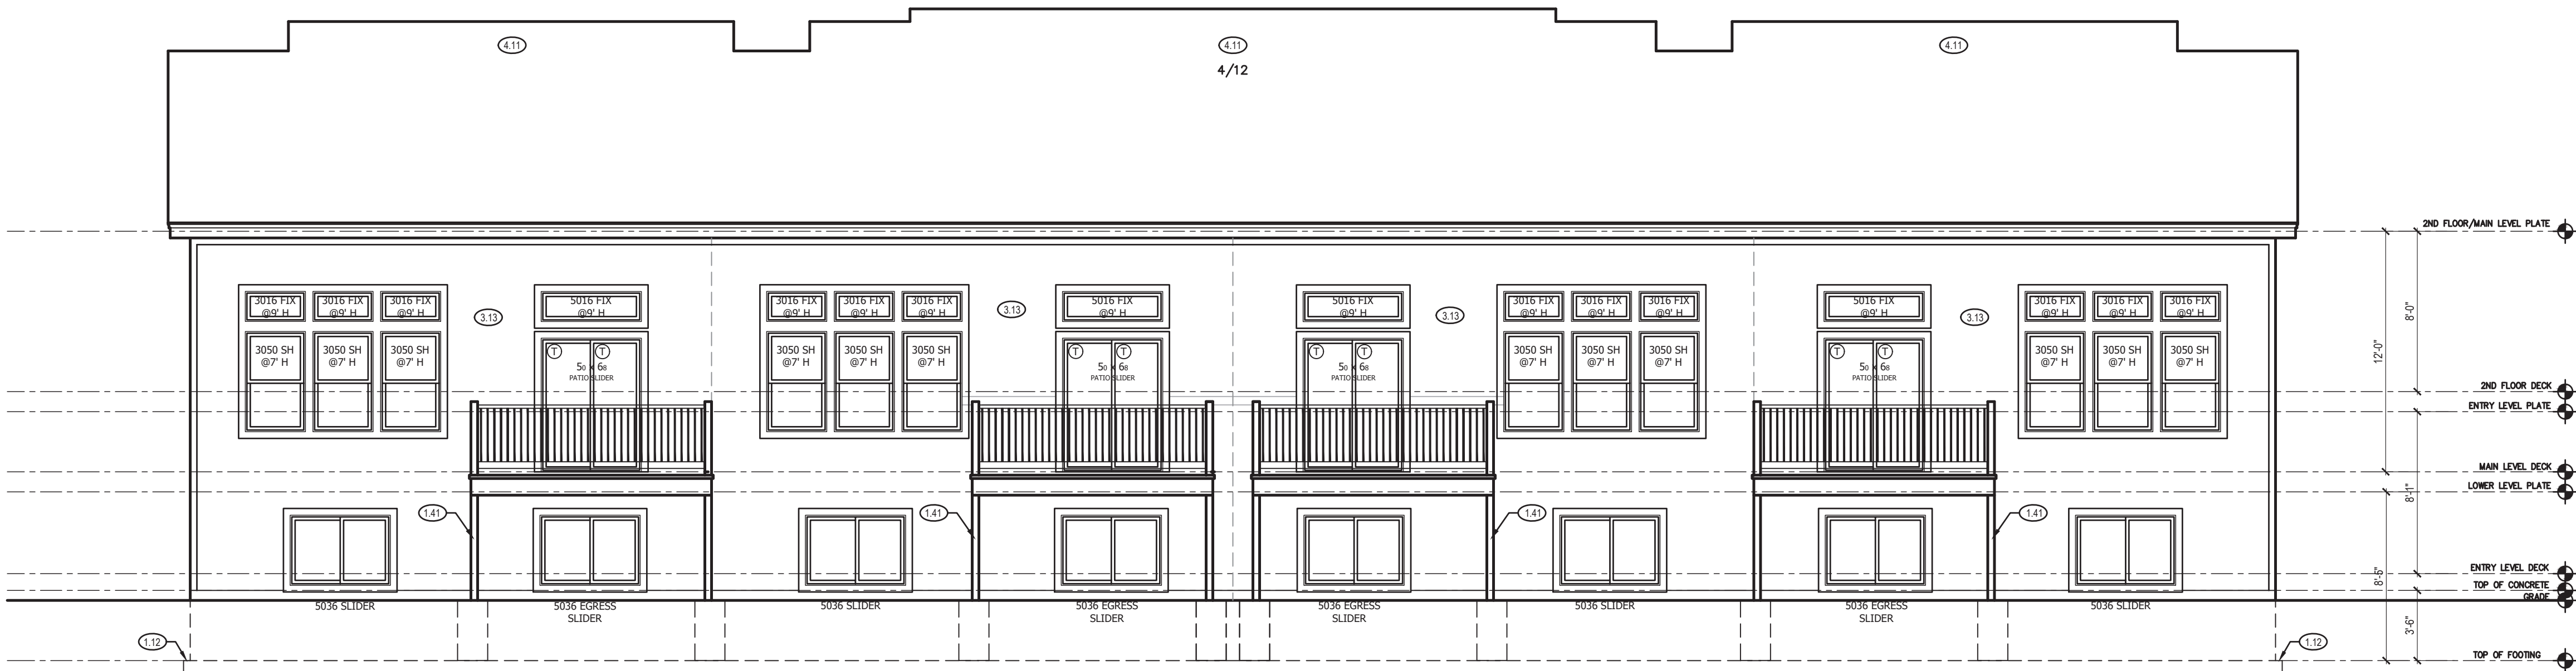 4.11 4.11 4.11
4/12
2ND FLOOR/MAIN LEVEL PLATE
3016 FIX 3016 FIX 3016 FIX 5016 FIX 3016 FIX 3016 FIX 3016 FIX 5016 FIX 5016 FIX 3016 FIX 3016 FIX 3016 FIX 5016 FIX 3016 FIX 3016 FIX 3016 FIX
@9' H @9' H @9' H @9' H @9' H @9' H @9' H @9' H @9' H @9' H @9' H @9' H @9' H @9' H @9' H @9' H
3.13 3.13 3.13 3.13
8'-0"
12'-0"
3050 SH 3050 SH 3050 SH T T 3050 SH 3050 SH 3050 SH T T T T 3050 SH 3050 SH 3050 SH T T 3050 SH 3050 SH 3050 SH
@7' H @7' H @7' H @7' H @7' H @7' H @7' H @7' H @7' H @7' H @7' H @7' H
50 x 68 50 x 68 50 x 68 50 x 68
PATIO SLIDER PATIO SLIDER PATIO SLIDER PATIO SLIDER
2ND FLOOR DECK
ENTRY LEVEL PLATE
MAIN LEVEL DECK
LOWER LEVEL PLATE
8'-1"
1.41 1.41 1.41 1.41
ENTRY LEVEL DECK
8'-6"
TOP OF CONCRETE
GRADE
5036 SLIDER 5036 EGRESS 5036 SLIDER 5036 EGRESS 5036 EGRESS 5036 SLIDER 5036 EGRESS 5036 SLIDER
SLIDER SLIDER SLIDER SLIDER
3'-6"
1.12 1.12
TOP OF FOOTING